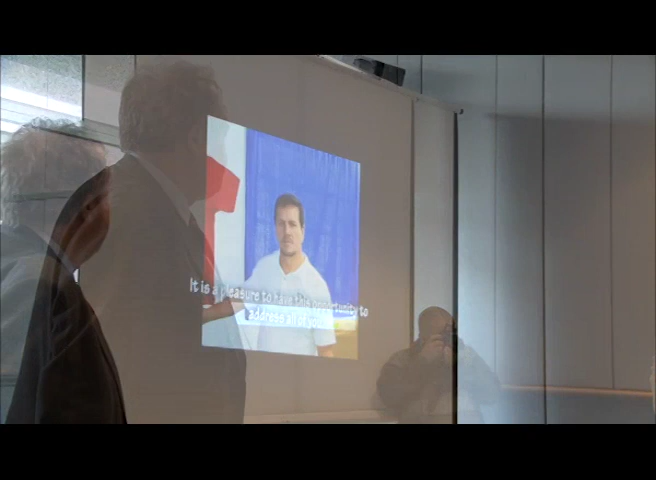 It is a pleasure to have this opportunity to
address all of you